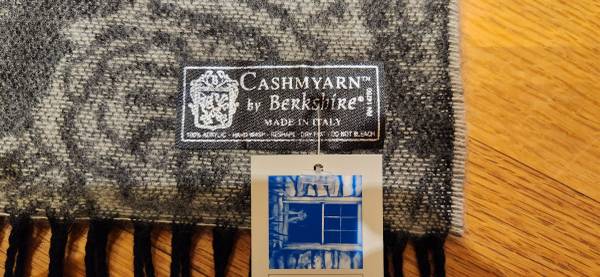 CASHMYARN™
by Berkshire®
MADE IN ITALY
100% ACRYLIC - HAND WASH - RESHAPE - DRY FLAT - DO NOT BLEACH